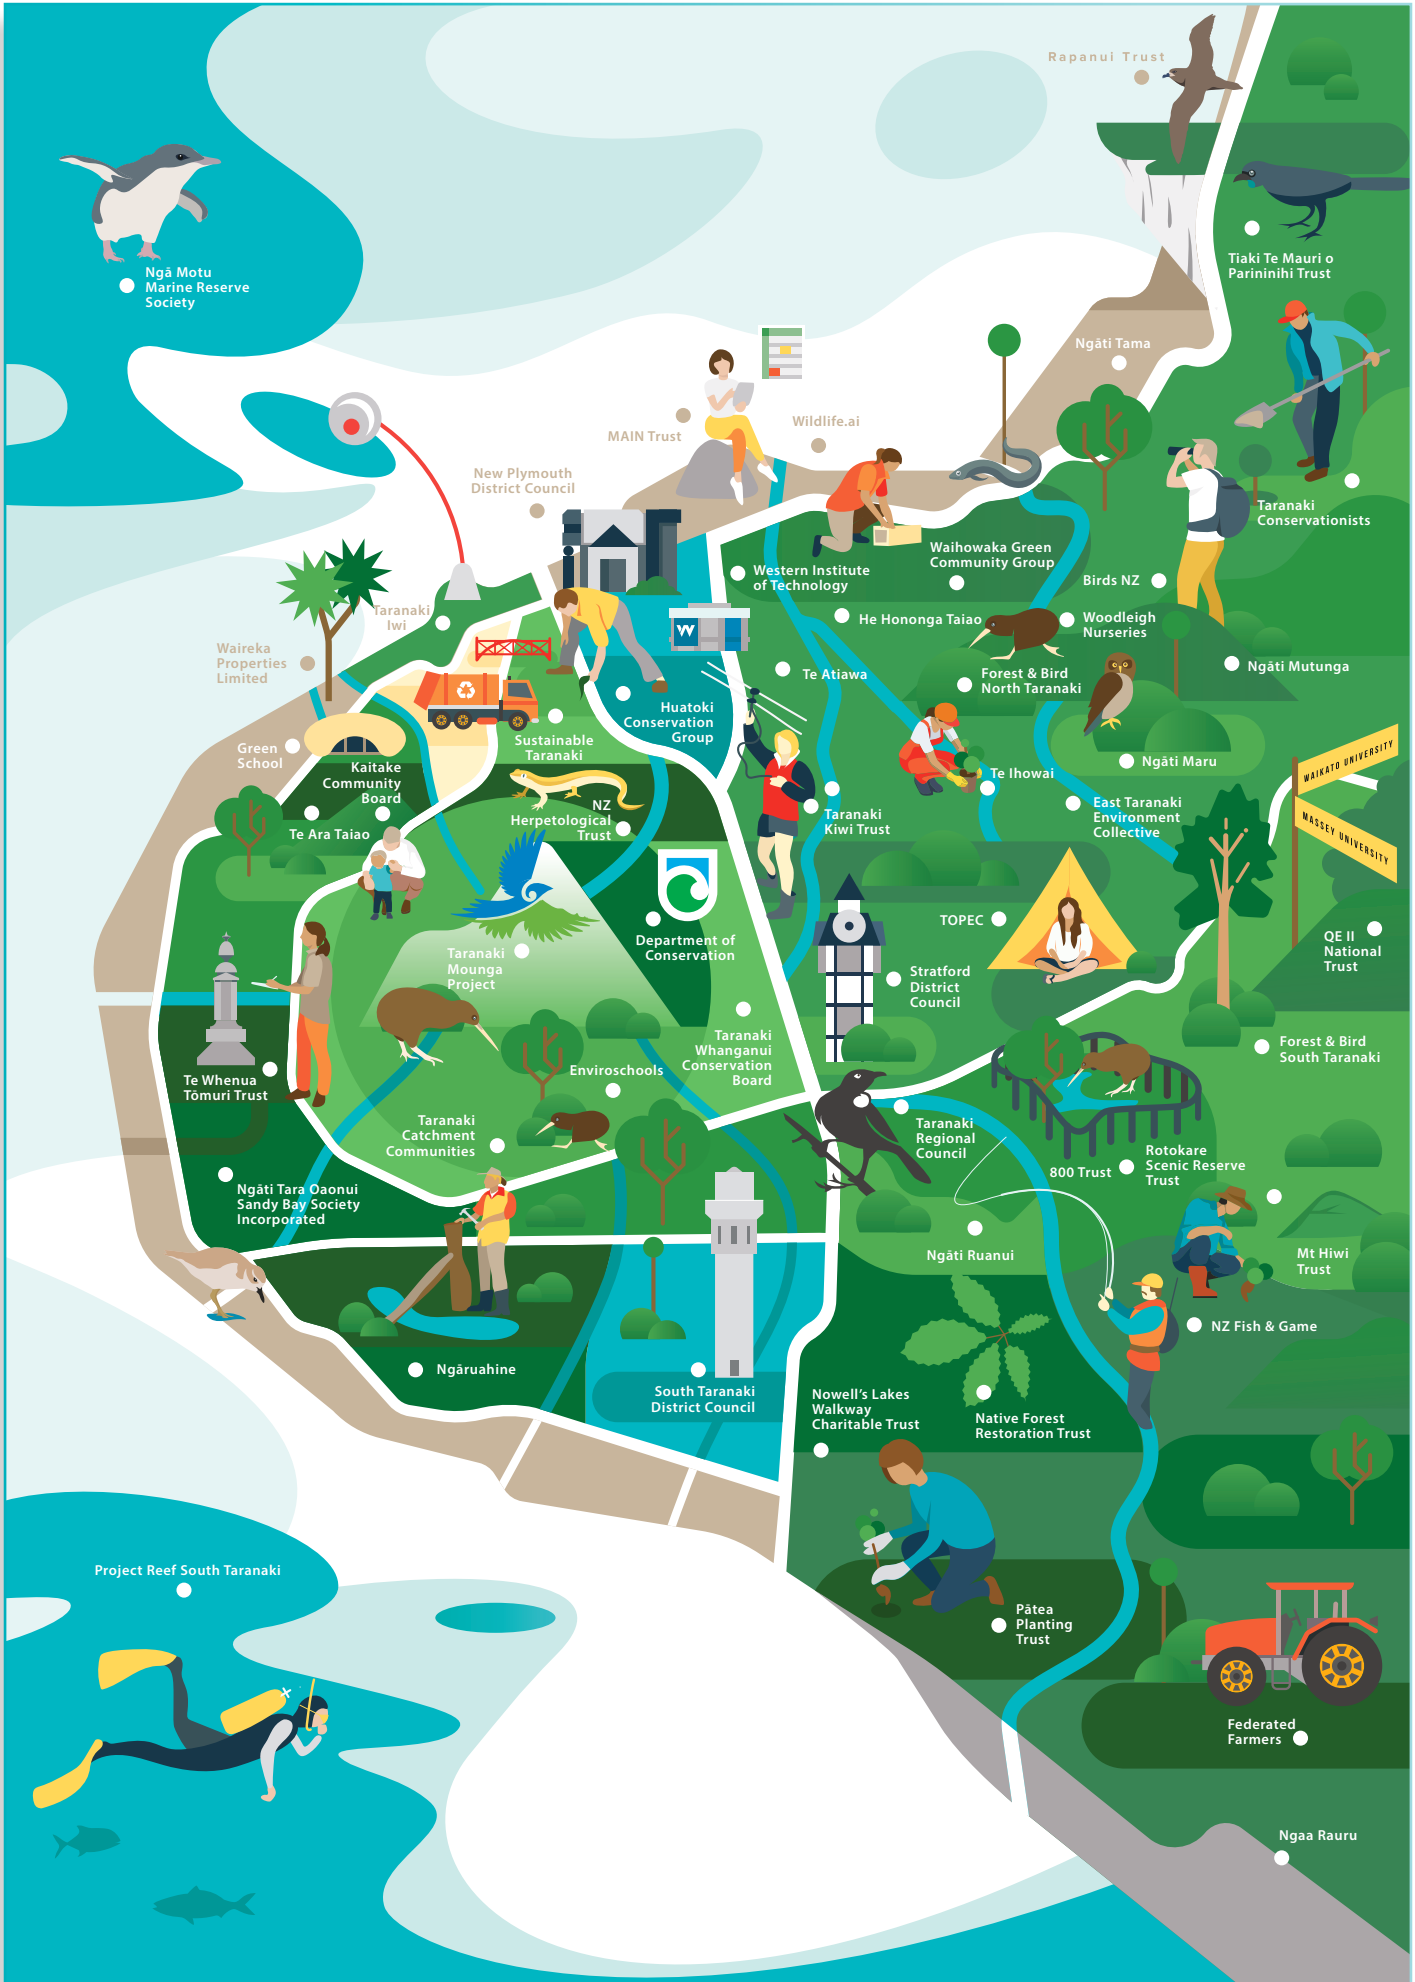 Rapanui Trust
Tiaki Te Mauri o
Parininihi Trust
Ngā Motu
Marine Reserve
Society
Ngāti Tama
MAIN Trust
Wildlife.ai
New Plymouth
District Council
Taranaki
Conservationists
Waihowaka Green
Community Group
Western Institute
of Technology
Birds NZ
Taranaki
Iwi
He Hononga Taiao
Woodleigh
Nurseries
Waireka
Properties
Limited
W
Te Atiawa
Forest & Bird
North Taranaki
Ngāti Mutunga
Huatoki
Conservation
Group
Green
School
Sustainable
Taranaki
Kaitake
Community
Board
Ngāti Maru
WAIKATO UNIVERSITY
Te Ihowai
NZ
Herpetological
Trust
Te Ara Taiao
Taranaki
Kiwi Trust
East Taranaki
Environment
Collective
MASSEY UNIVERSITY
TOPEC
Department of
Conservation
Taranaki
Mounga
Project
QE II
National
Trust
Stratford
District
Council
Taranaki
Whanganui
Conservation
Board
Forest & Bird
South Taranaki
Enviroschools
Te Whenua
Tōmuri Trust
Taranaki
Catchment
Communities
Taranaki
Regional
Council
800 Trust
Rotokare
Scenic Reserve
Trust
Ngāti Tara Oaonui
Sandy Bay Society
Incorporated
Ngāti Ruanui
Mt Hiwi
Trust
NZ Fish & Game
Ngāruahine
South Taranaki
District Council
Nowell's Lakes
Walkway
Charitable Trust
Native Forest
Restoration Trust
Project Reef South Taranaki
Pātea
Planting
Trust
Federated
Farmers
Ngaa Rauru